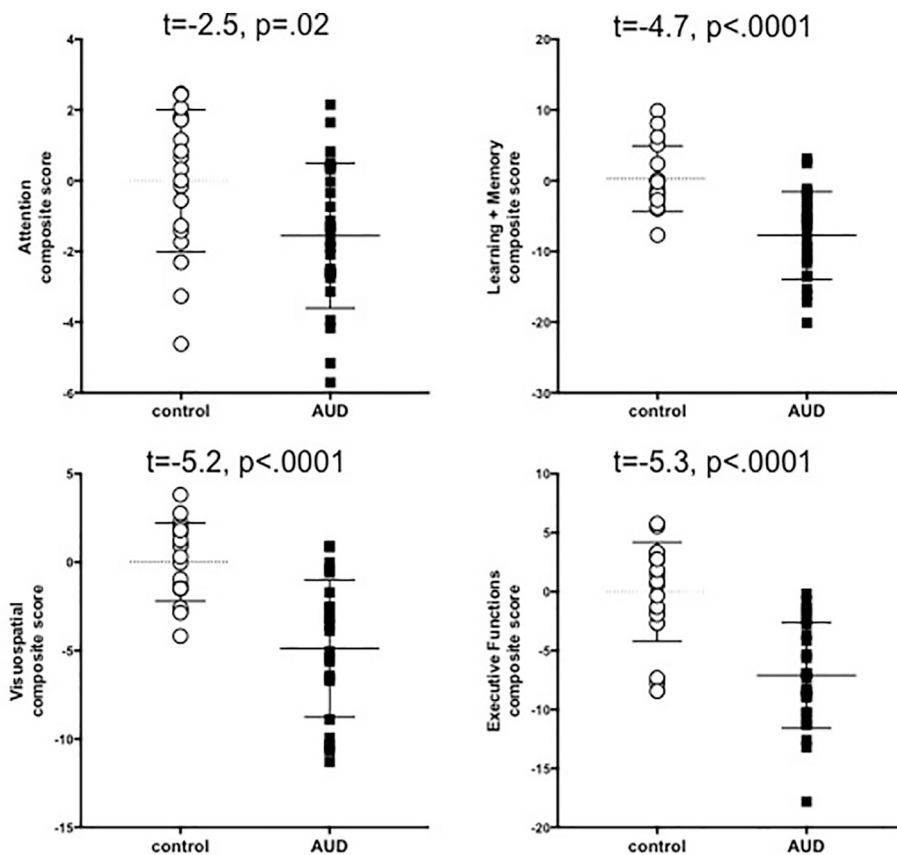 t=-2.5, p=.02
4
2
0
-2
-4
-6
Attention
composite score
control AUD
t=-4.7, p<.0001
20
10
0
-10
-20
-30
Learning + Memory
composite score
control AUD
t=-5.2, p<.0001
5
0
-5
-10
-15
Visuospatial
composite score
control AUD
t=-5.3, p<.0001
10
5
0
-5
-10
-15
-20
Executive Functions
composite score
control AUD